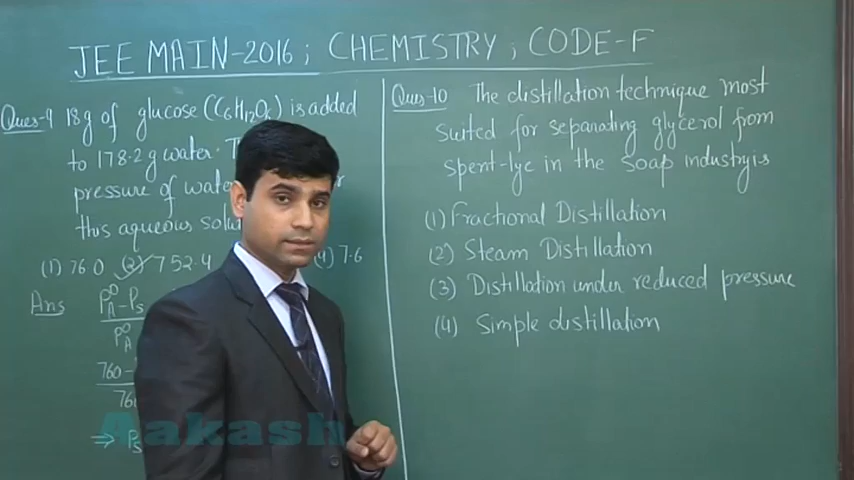 JEE MAIN-2016 ; CHEMISTRY ; CODE-F
Ques-9 18g of glucose (C6H12O6) is added
to 178.2 g water.
pressure of wate
this aqueous solu
(1) 760 (2) 752.4 (4) 7.6
Ans P°A-Ps
P°A
760-
760
⇒ Ps
Ques-10 The distillation technique most
suited for separating glycerol from
spent-lye in the soap industry is
(1) Fractional Distillation
(2) Steam Distillation
(3) Distillation under reduced pressure
(4) Simple distillation
Aakash